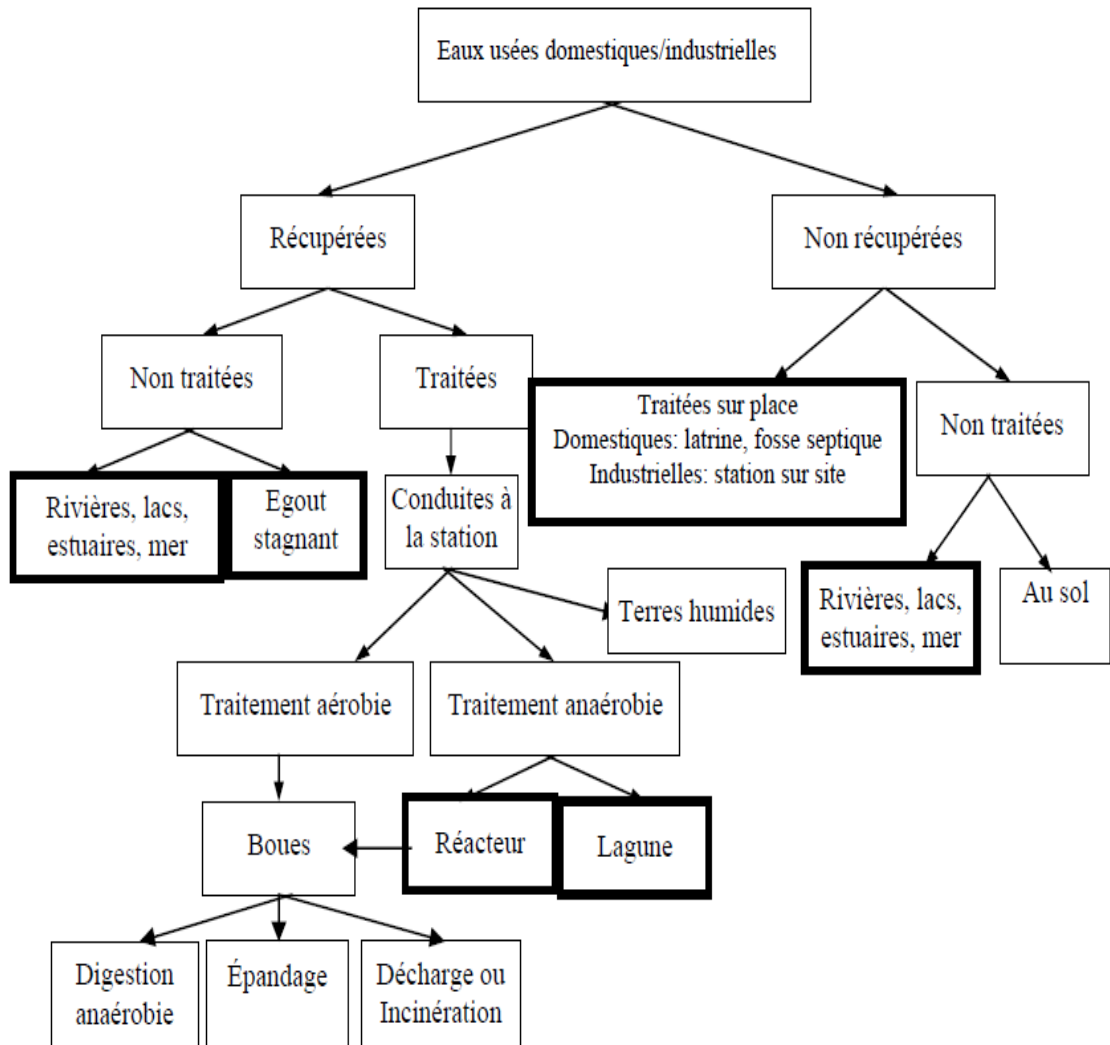 Eaux usées domestiques/industrielles
Récupérées
Non récupérées
Non traitées
Traitées
Traitées sur place
Domestiques: latrine, fosse septique
Industrielles: station sur site
Non traitées
Rivières, lacs,
estuaires, mer
Egout
stagnant
Conduites à
la station
Terres humides
Rivières, lacs,
estuaires, mer
Au sol
Traitement aérobie
Traitement anaérobie
Boues
Réacteur
Lagune
Digestion
anaérobie
Épandage
Décharge ou
Incinération